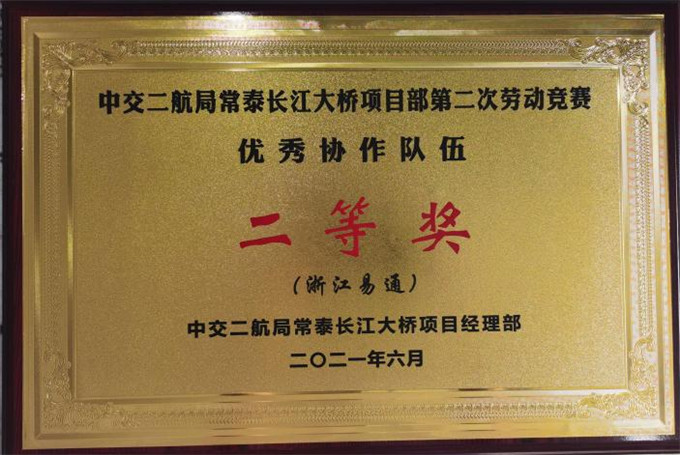 中交二航局常泰长江大桥项目部第二次劳动竞赛
优秀协作队伍
二等奖
（浙江易通）
中交二航局常泰长江大桥项目经理部
二〇二一年六月